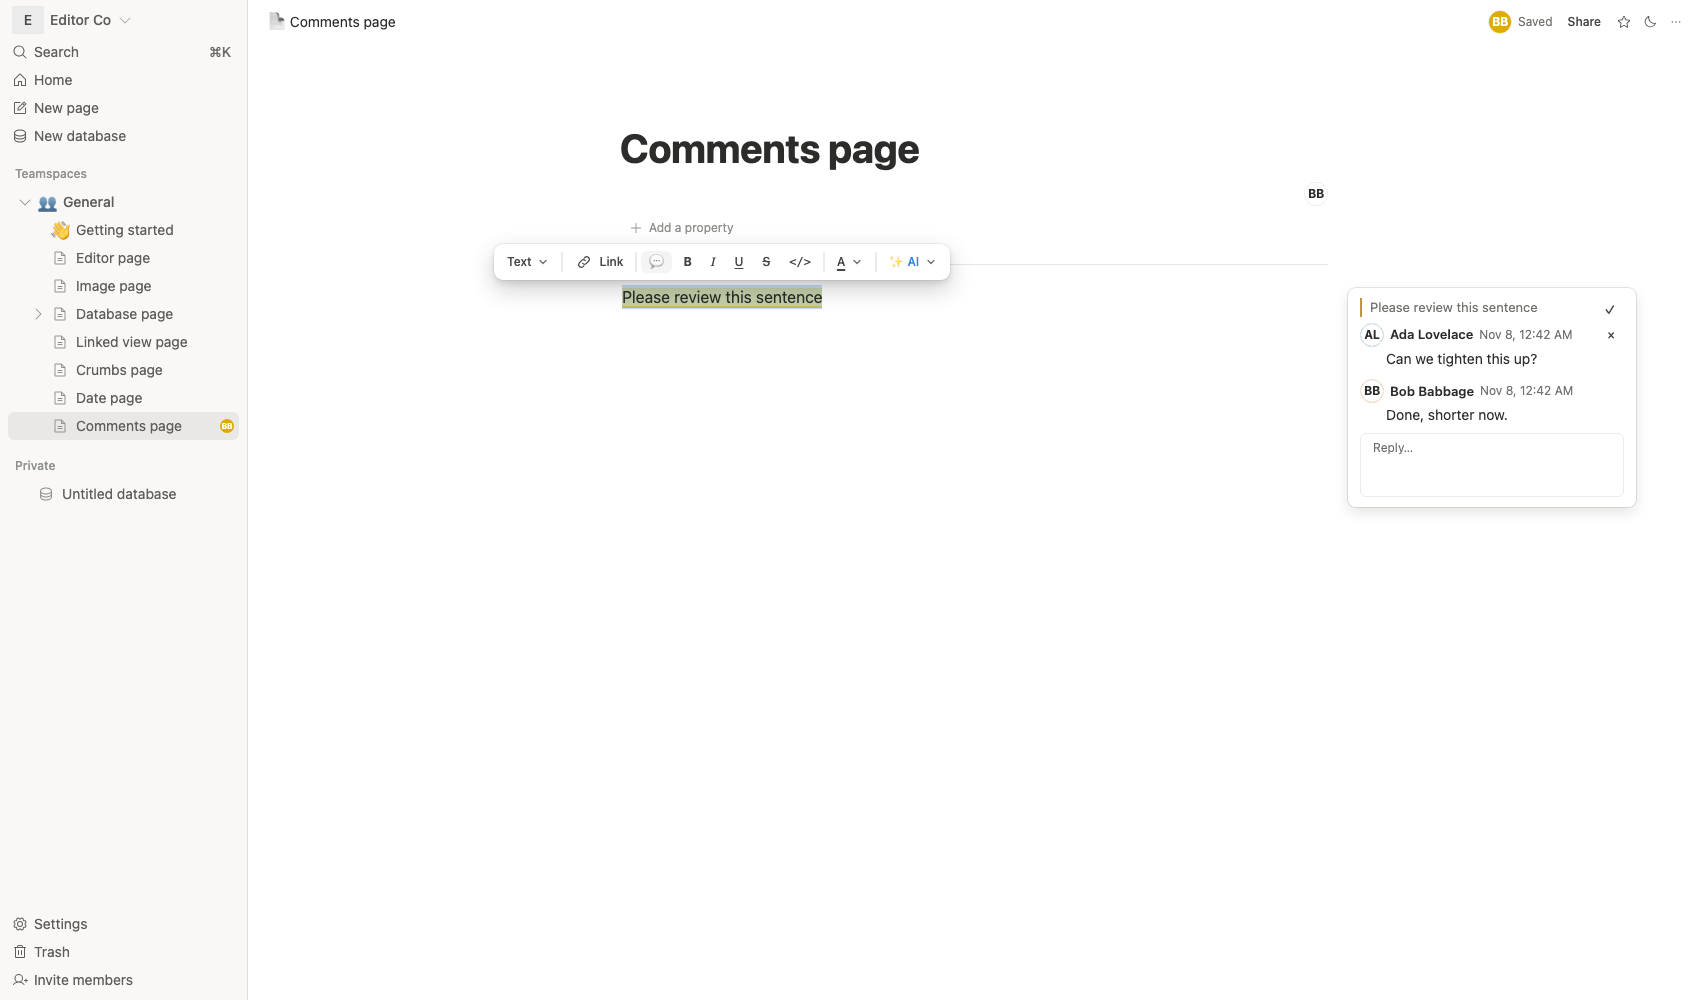 E Editor Co
Search ⌘K
Home
New page
New database
Teamspaces
General
Getting started
Editor page
Image page
Database page
Linked view page
Crumbs page
Date page
Comments page BB
Private
Untitled database
Settings
Trash
Invite members
Comments page
BB Saved Share
Comments page
BB
Add a property
Text Link B I U S </> A AI
Please review this sentence
Please review this sentence
AL Ada Lovelace Nov 8, 12:42 AM
Can we tighten this up?
BB Bob Babbage Nov 8, 12:42 AM
Done, shorter now.
Reply...